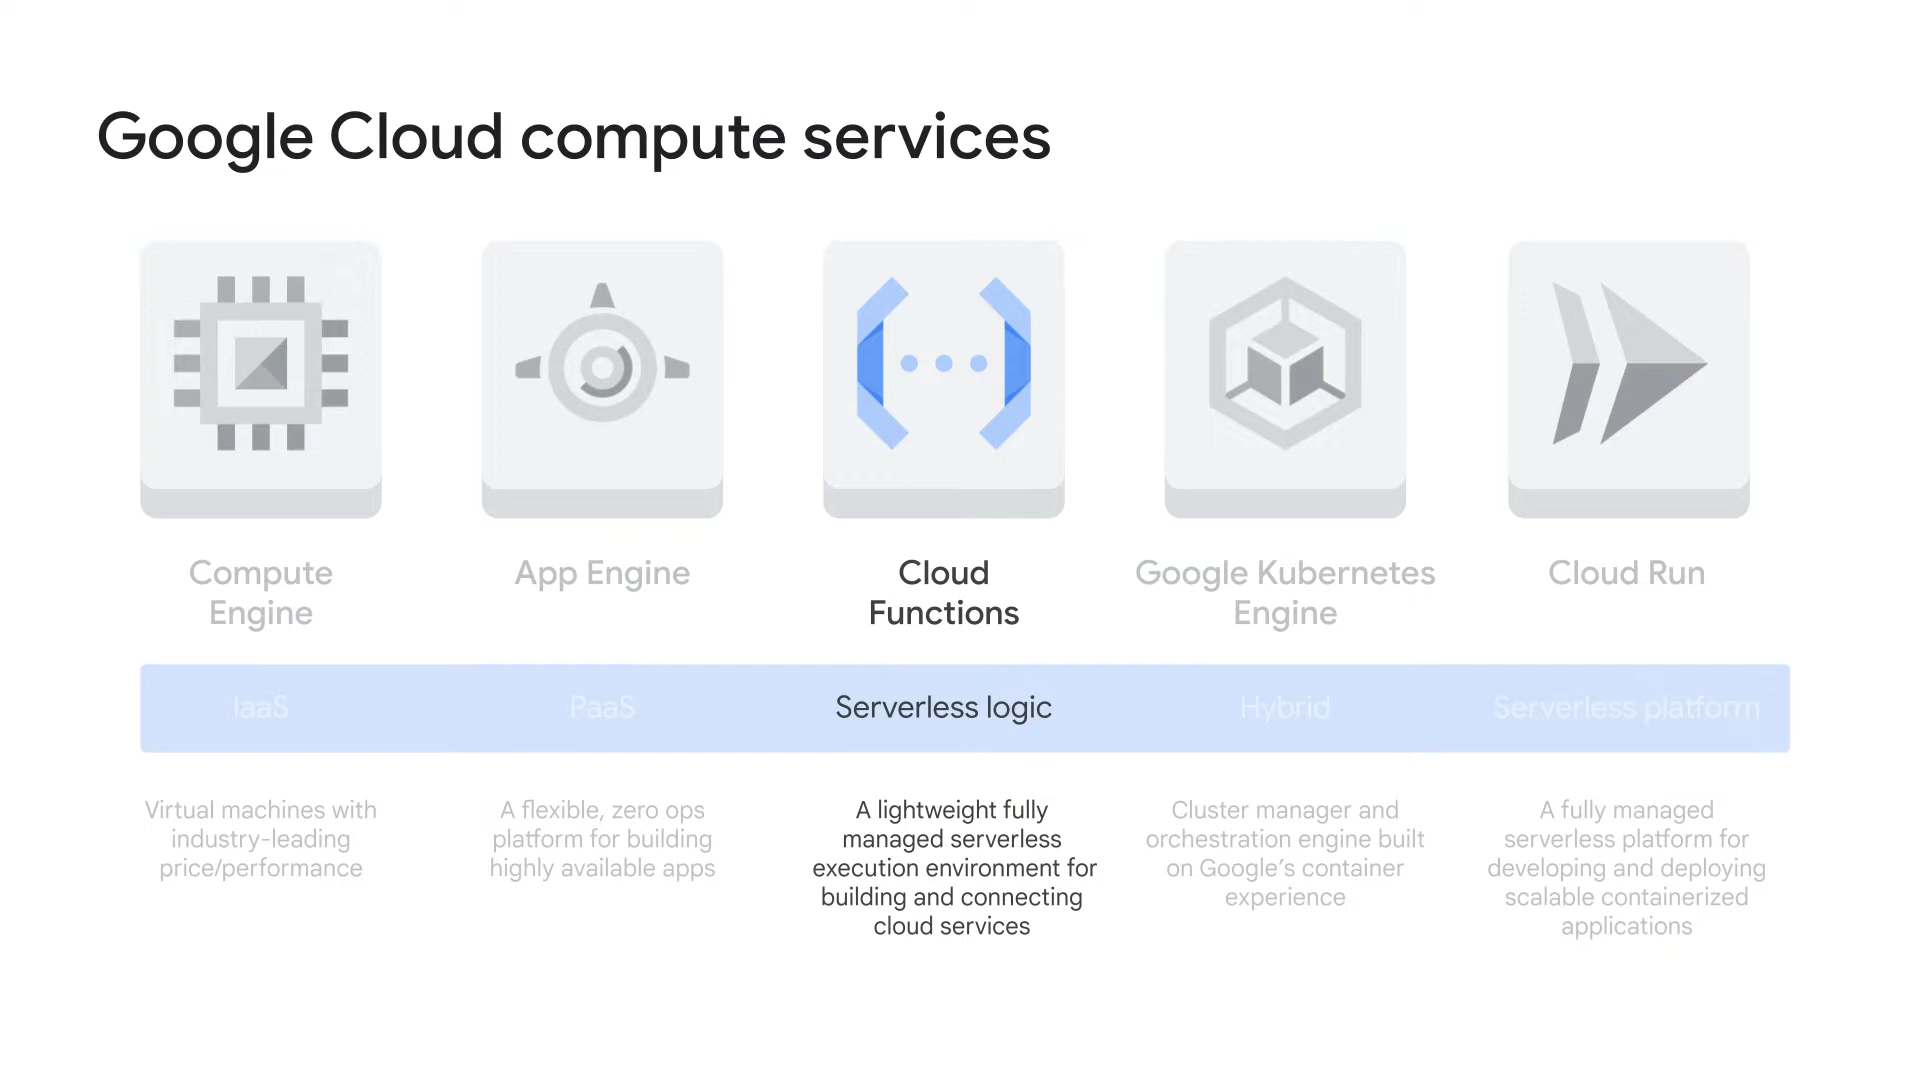 Google Cloud compute services
Compute
Engine
App Engine
Cloud
Functions
Google Kubernetes
Engine
Cloud Run
IaaS
PaaS
Serverless logic
Hybrid
Serverless platform
Virtual machines with
industry-leading
price/performance
A flexible, zero ops
platform for building
highly available apps
A lightweight fully
managed serverless
execution environment for
building and connecting
cloud services
Cluster manager and
orchestration engine built
on Google’s container
experience
A fully managed
serverless platform for
developing and deploying
scalable containerized
applications